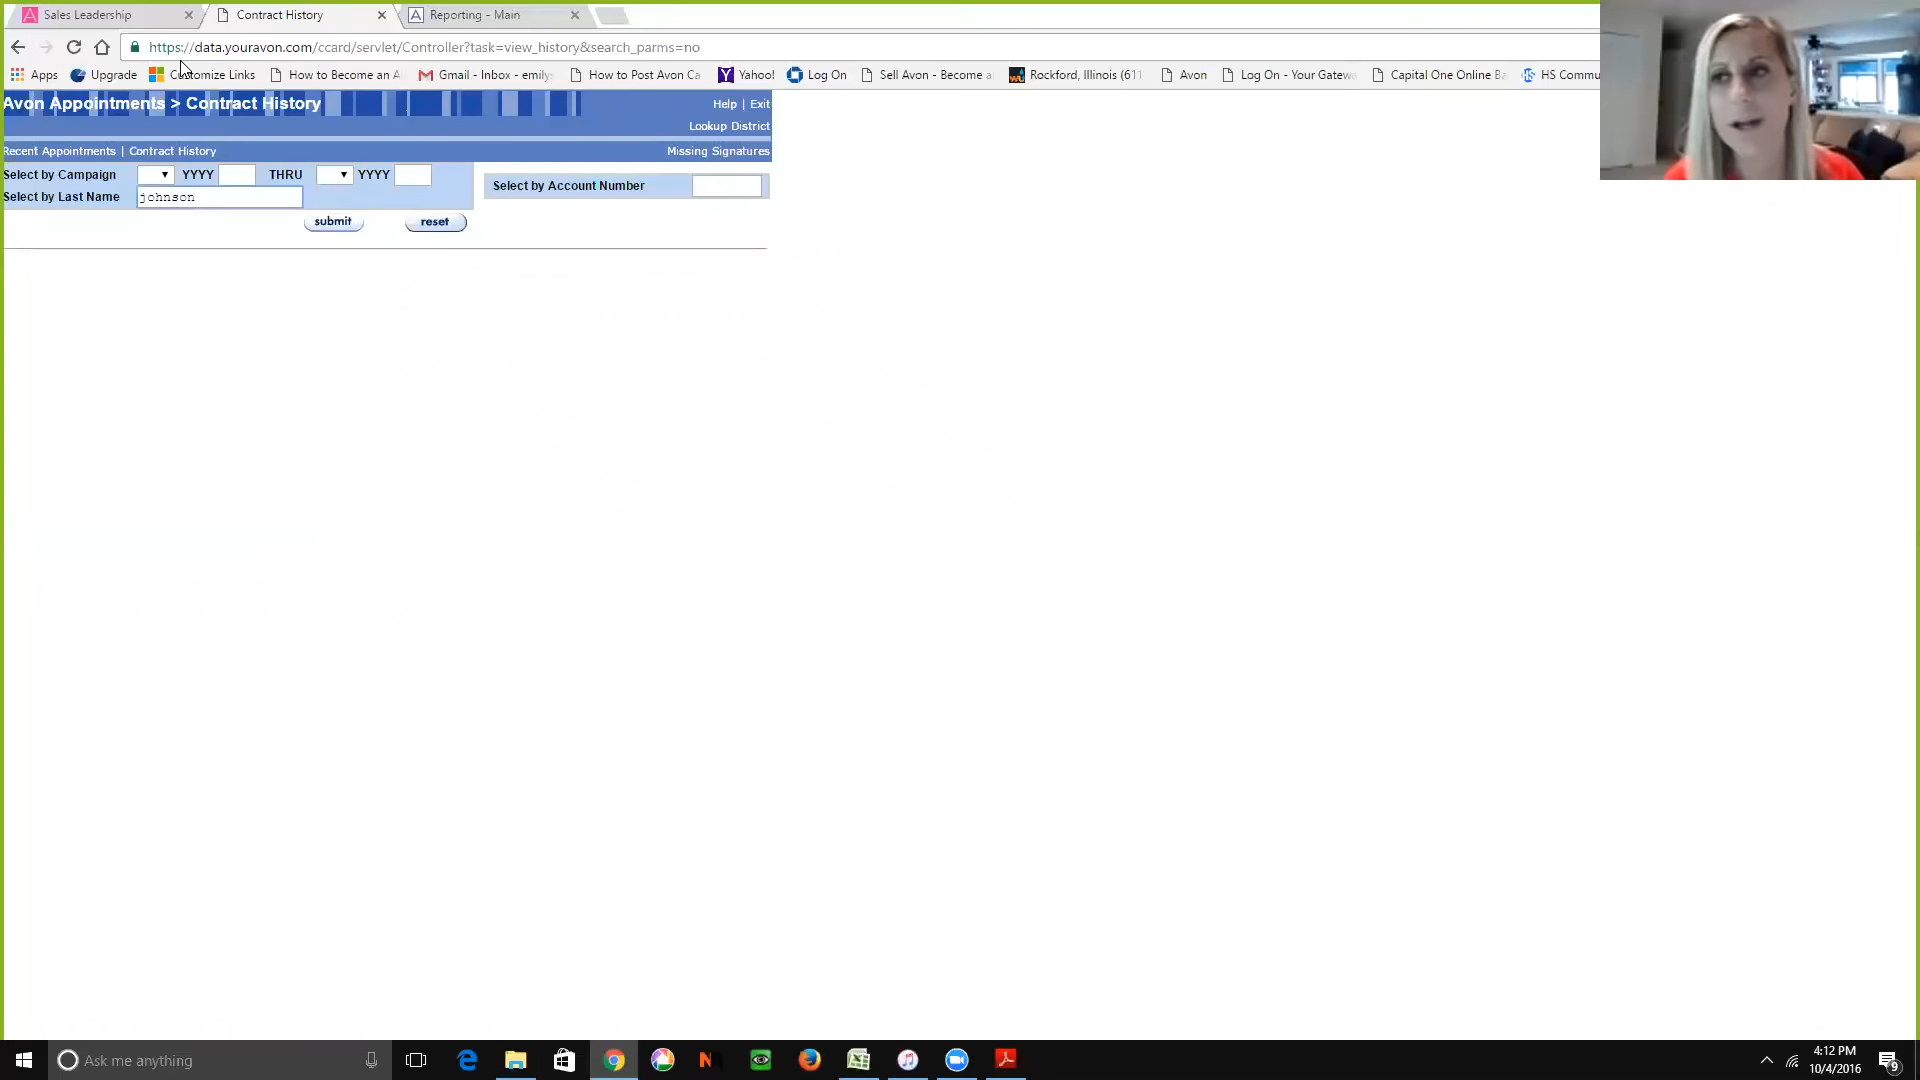 Sales Leadership
Contract History
Reporting - Main
https://data.youravon.com/ccard/servlet/Controller?task=view_history&search_parms=no
Apps Upgrade Customize Links How to Become an A Gmail - Inbox - emily How to Post Avon Ca Yahoo! Log On Sell Avon - Become a Rockford, Illinois (611 Avon Log On - Your Gatew Capital One Online Ba HS Commu
Avon Appointments > Contract History
Help | Exit
Lookup District
Recent Appointments | Contract History
Missing Signatures
Select by Campaign YYYY THRU YYYY
Select by Account Number
Select by Last Name johnson
submit reset
Ask me anything
4:12 PM
10/4/2016
9